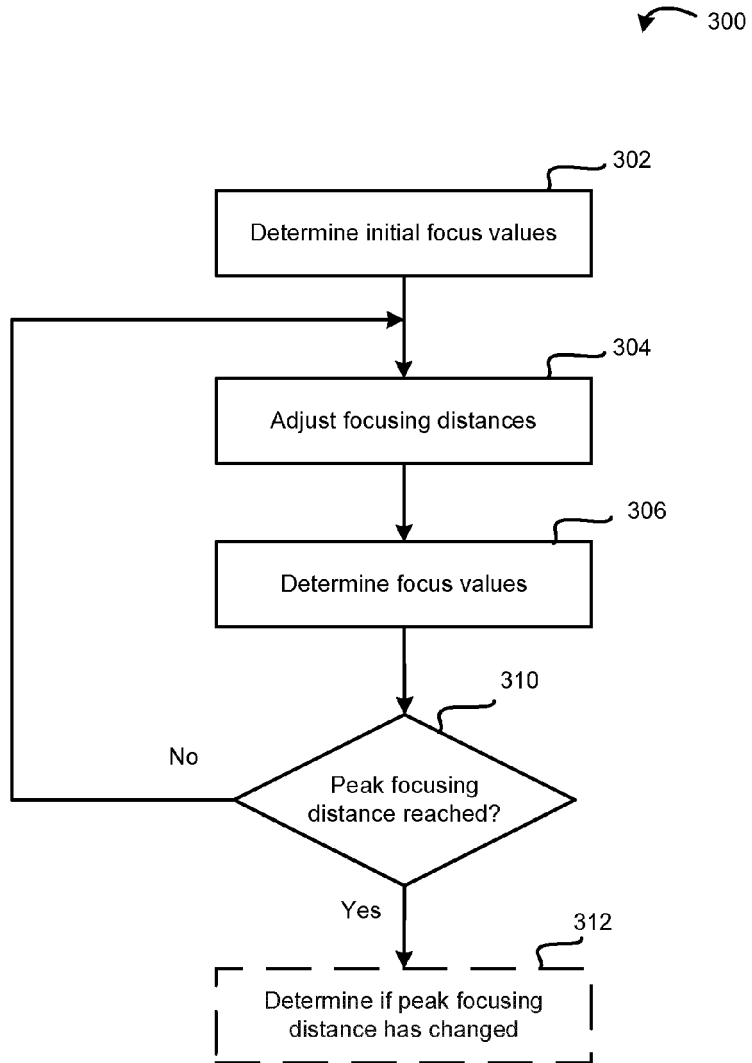 300
302
Determine initial focus values
304
Adjust focusing distances
306
Determine focus values
310
Peak focusing
distance reached?
No
Yes
312
Determine if peak focusing
distance has changed